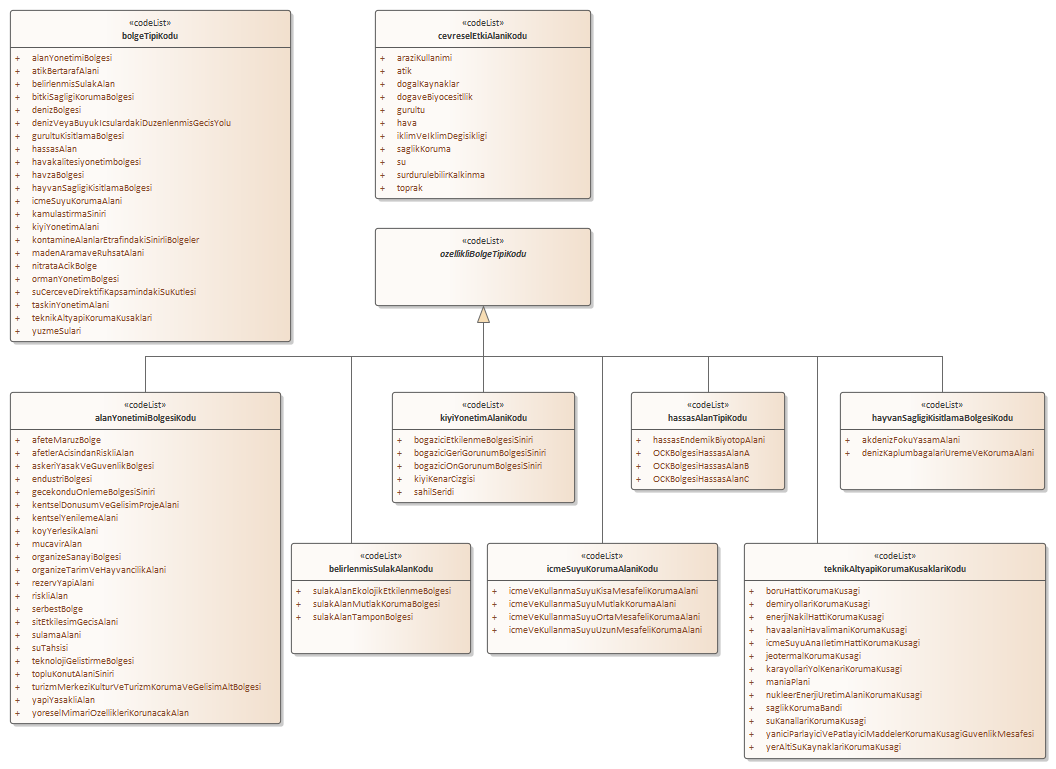 «codeList»
bolgeTipiKodu
+ alanYonetimiBolgesi
+ atikBertarafAlani
+ belirlenmisSulakAlan
+ bitkiSagligiKorumaBolgesi
+ denizBolgesi
+ denizVeyaBuyukIcsulardakiDuzenlenmisGecisYolu
+ gurultuKisitlamaBolgesi
+ hassasAlan
+ havakalitesiyonetimbolgesi
+ havzaBolgesi
+ hayvanSagligiKisitlamaBolgesi
+ icmeSuyuKorumaAlani
+ kamulastirmaSiniri
+ kiyiYonetimAlani
+ kontamineAlanlarEtrafindakiSinirliBolgeler
+ madenAramaveRuhsatAlani
+ nitrataAcikBolge
+ ormanYonetimBolgesi
+ suCerceveDirektifiKapsamindakiSuKutlesi
+ taskinYonetimAlani
+ teknikAltyapiKorumaKusaklari
+ yuzmeSulari
«codeList»
cevreselEtkiAlaniKodu
+ araziKullanimi
+ atik
+ dogalKaynaklar
+ dogaveBiyocesitllik
+ gurultu
+ hava
+ iklimVeIklimDegisikligi
+ saglikKoruma
+ su
+ surdurulebilirKalkinma
+ toprak
«codeList»
ozellikliBolgeTipiKodu
«codeList»
alanYonetimiBolgesiKodu
+ afeteMaruzBolge
+ afetlerAcisindanRiskliAlan
+ askeriYasakVeGuvenlikBolgesi
+ endustriBolgesi
+ gecekonduOnlemeBolgesiSiniri
+ kentselDonusumVeGelisimProjeAlani
+ kentselYenilemeAlani
+ koyYerlesikAlani
+ mucavirAlan
+ organizeSanayiBolgesi
+ organizeTarimVeHayvancilikAlani
+ rezervYapiAlani
+ riskliAlan
+ serbestBolge
+ sitEtkilesimGecisAlani
+ sulamaAlani
+ suTahsisi
+ teknolojiGelistirmeBolgesi
+ topluKonutAlaniSiniri
+ turizmMerkeziKulturVeTurizmKorumaVeGelisimAltBolgesi
+ yapiYasakliAlan
+ yoreselMimariOzellikleriKorunacakAlan
«codeList»
kiyiYonetimAlaniKodu
+ bogaziciEtkilenmeBolgesiSiniri
+ bogaziciGeriGorunumBolgesiSiniri
+ bogaziciOnGorunumBolgesiSiniri
+ kiyiKenarCizgisi
+ sahilSeridi
«codeList»
hassasAlanTipiKodu
+ hassasEndemikBiyotopAlani
+ OCKBolgesiHassasAlanA
+ OCKBolgesiHassasAlanB
+ OCKBolgesiHassasAlanC
«codeList»
hayvanSagligiKisitlamaBolgesiKodu
+ akdenizFokuYasamAlani
+ denizKaplumbagalariUremeVeKorumaAlani
«codeList»
belirlenmisSulakAlanKodu
+ sulakAlanEkolojikEtkilenmeBolgesi
+ sulakAlanMutlakKorumaBolgesi
+ sulakAlanTamponBolgesi
«codeList»
icmeSuyuKorumaAlaniKodu
+ icmeVeKullanmaSuyuKisaMesafeliKorumaAlani
+ icmeVeKullanmaSuyuMutlakKorumaAlani
+ icmeVeKullanmaSuyuOrtaMesafeliKorumaAlani
+ icmeVeKullanmaSuyuUzunMesafeliKorumaAlani
«codeList»
teknikAltyapiKorumaKusaklariKodu
+ boruHattiKorumaKusagi
+ demiryollariKorumaKusagi
+ enerjiNakilHattiKorumaKusagi
+ havaalaniHavalimaniKorumaKusagi
+ icmeSuyuAnaIletimHattiKorumaKusagi
+ jeotermalKorumaKusagi
+ karayollariYolKenariKorumaKusagi
+ maniaPlani
+ nukleerEnerjiUretimAlaniKorumaKusagi
+ saglikKorumaBandi
+ suKanallariKorumaKusagi
+ yaniciParlayiciVePatlayiciMaddelerKorumaKusagiGuvenlikMesafesi
+ yerAltiSuKaynaklariKorumaKusagi